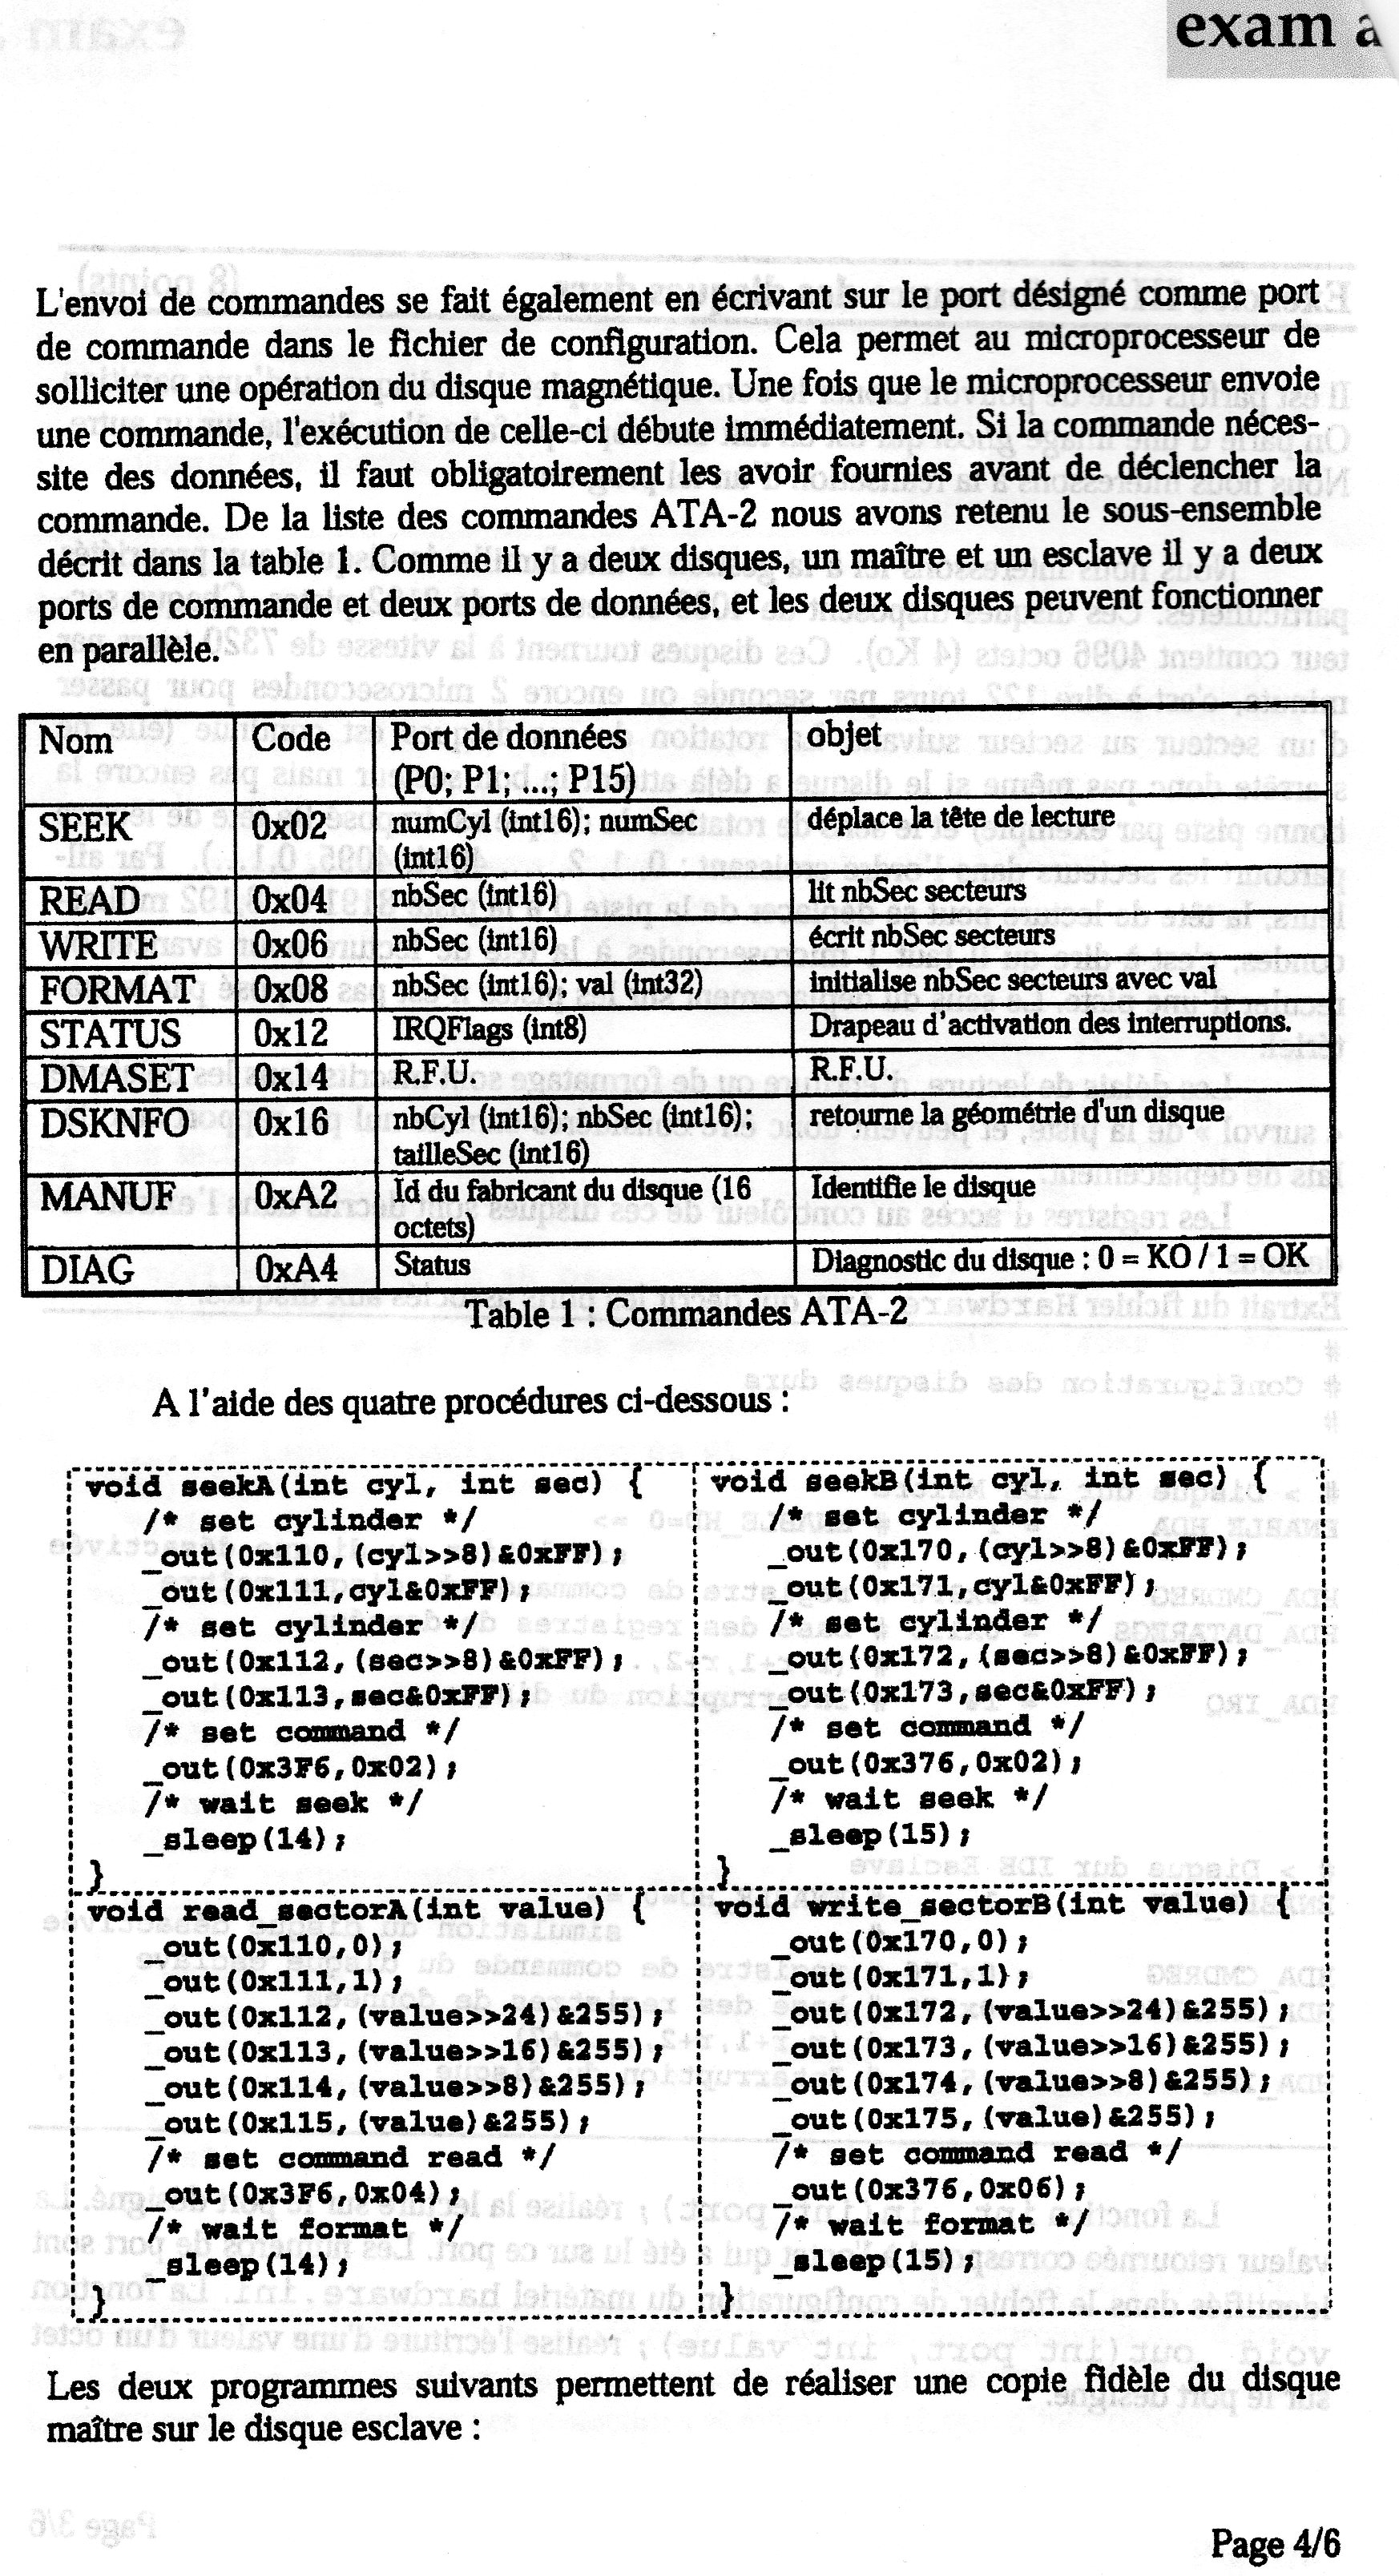 exam a
L'envoi de commandes se fait également en écrivant sur le port désigné comme port
de commande dans le fichier de configuration. Cela permet au microprocesseur de
solliciter une opération du disque magnétique. Une fois que le microprocesseur envoie
une commande, l'exécution de celle-ci débute immédiatement. Si la commande néces-
site des données, il faut obligatoirement les avoir fournies avant de déclencher la
commande. De la liste des commandes ATA-2 nous avons retenu le sous-ensemble
décrit dans la table 1. Comme il y a deux disques, un maître et un esclave il y a deux
ports de commande et deux ports de données, et les deux disques peuvent fonctionner
en parallèle.
Nom Code Port de données objet
(P0; P1; ...; P15)
SEEK 0x02 numCyl (int16); numSec déplace la tête de lecture
(int16)
READ 0x04 nbSec (int16) lit nbSec secteurs
WRITE 0x06 nbSec (int16) écrit nbSec secteurs
FORMAT 0x08 nbSec (int16); val (int32) initialise nbSec secteurs avec val
STATUS 0x12 IRQFlags (int8) Drapeau d'activation des interruptions.
DMASET 0x14 R.F.U. R.F.U.
DSKNFO 0x16 nbCyl (int16); nbSec (int16); retourne la géométrie d'un disque
tailleSec (int16)
MANUF 0xA2 Id du fabricant du disque (16 Identifie le disque
octets)
DIAG 0xA4 Status Diagnostic du disque : 0 = KO / 1 = OK
Table 1 : Commandes ATA-2
A l'aide des quatre procédures ci-dessous :
void seekA(int cyl, int sec) {
/* set cylinder */
_out(0x110,(cyl>>8)&0xFF);
_out(0x111,cyl&0xFF);
/* set cylinder */
_out(0x112,(sec>>8)&0xFF);
_out(0x113,sec&0xFF);
/* set command */
_out(0x3F6,0x02);
/* wait seek */
_sleep(14);
}
void seekB(int cyl, int sec) {
/* set cylinder */
_out(0x170,(cyl>>8)&0xFF);
_out(0x171,cyl&0xFF);
/* set cylinder */
_out(0x172,(sec>>8)&0xFF);
_out(0x173,sec&0xFF);
/* set command */
_out(0x376,0x02);
/* wait seek */
_sleep(15);
}
void read_sectorA(int value) {
_out(0x110,0);
_out(0x111,1);
_out(0x112,(value>>24)&255);
_out(0x113,(value>>16)&255);
_out(0x114,(value>>8)&255);
_out(0x115,(value)&255);
/* set command read */
_out(0x3F6,0x04);
/* wait format */
_sleep(14);
}
void write_sectorB(int value) {
_out(0x170,0);
_out(0x171,1);
_out(0x172,(value>>24)&255);
_out(0x173,(value>>16)&255);
_out(0x174,(value>>8)&255);
_out(0x175,(value)&255);
/* set command read */
_out(0x376,0x06);
/* wait format */
_sleep(15);
}
Les deux programmes suivants permettent de réaliser une copie fidèle du disque
maître sur le disque esclave :
Page 4/6